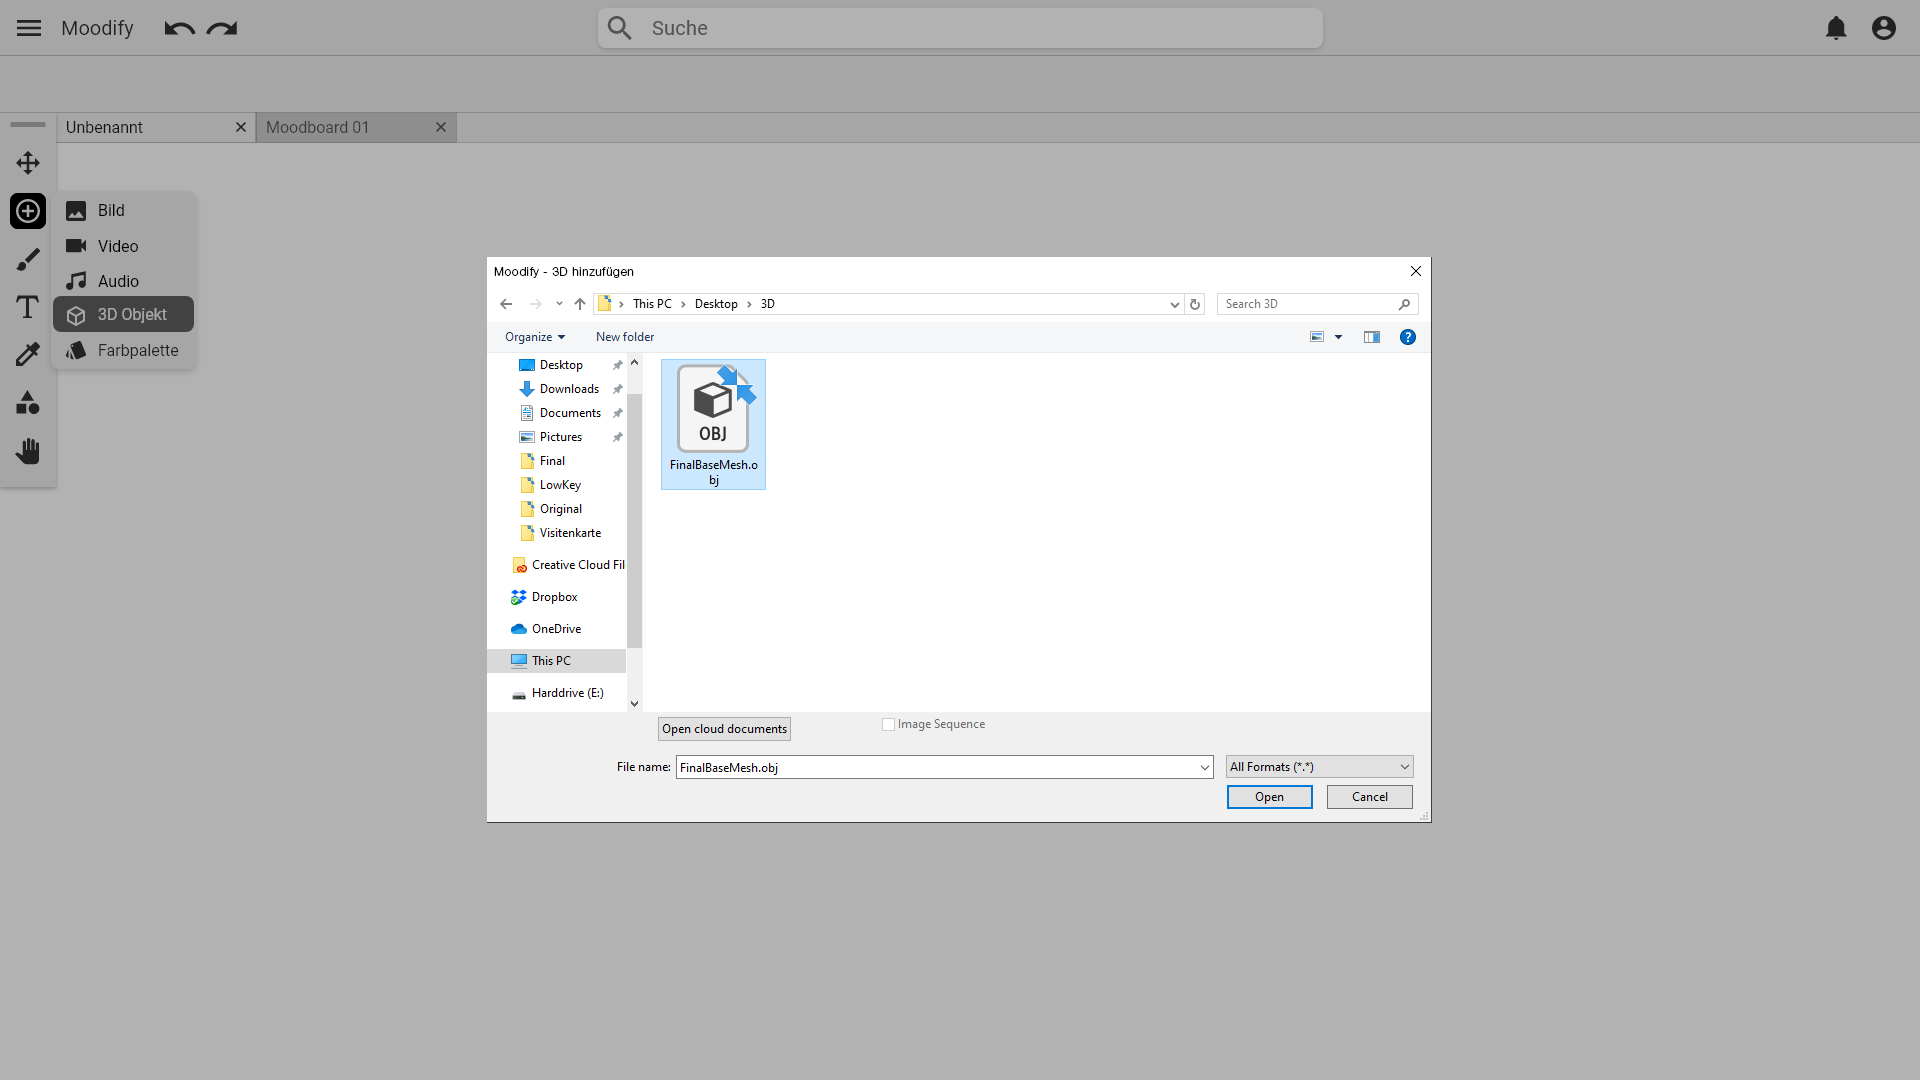 Moodify
Suche
Unbenannt
Moodboard 01
Bild
Video
Audio
3D Objekt
Farbpalette
Moodify - 3D hinzufügen
This PC > Desktop > 3D
Search 3D
Organize
New folder
Desktop
Downloads
Documents
Pictures
Final
LowKey
Original
Visitenkarte
Creative Cloud Fil
Dropbox
OneDrive
This PC
Harddrive (E:)
OBJ
FinalBaseMesh.o
bj
Open cloud documents
Image Sequence
File name:
FinalBaseMesh.obj
All Formats (*.*)
Open
Cancel